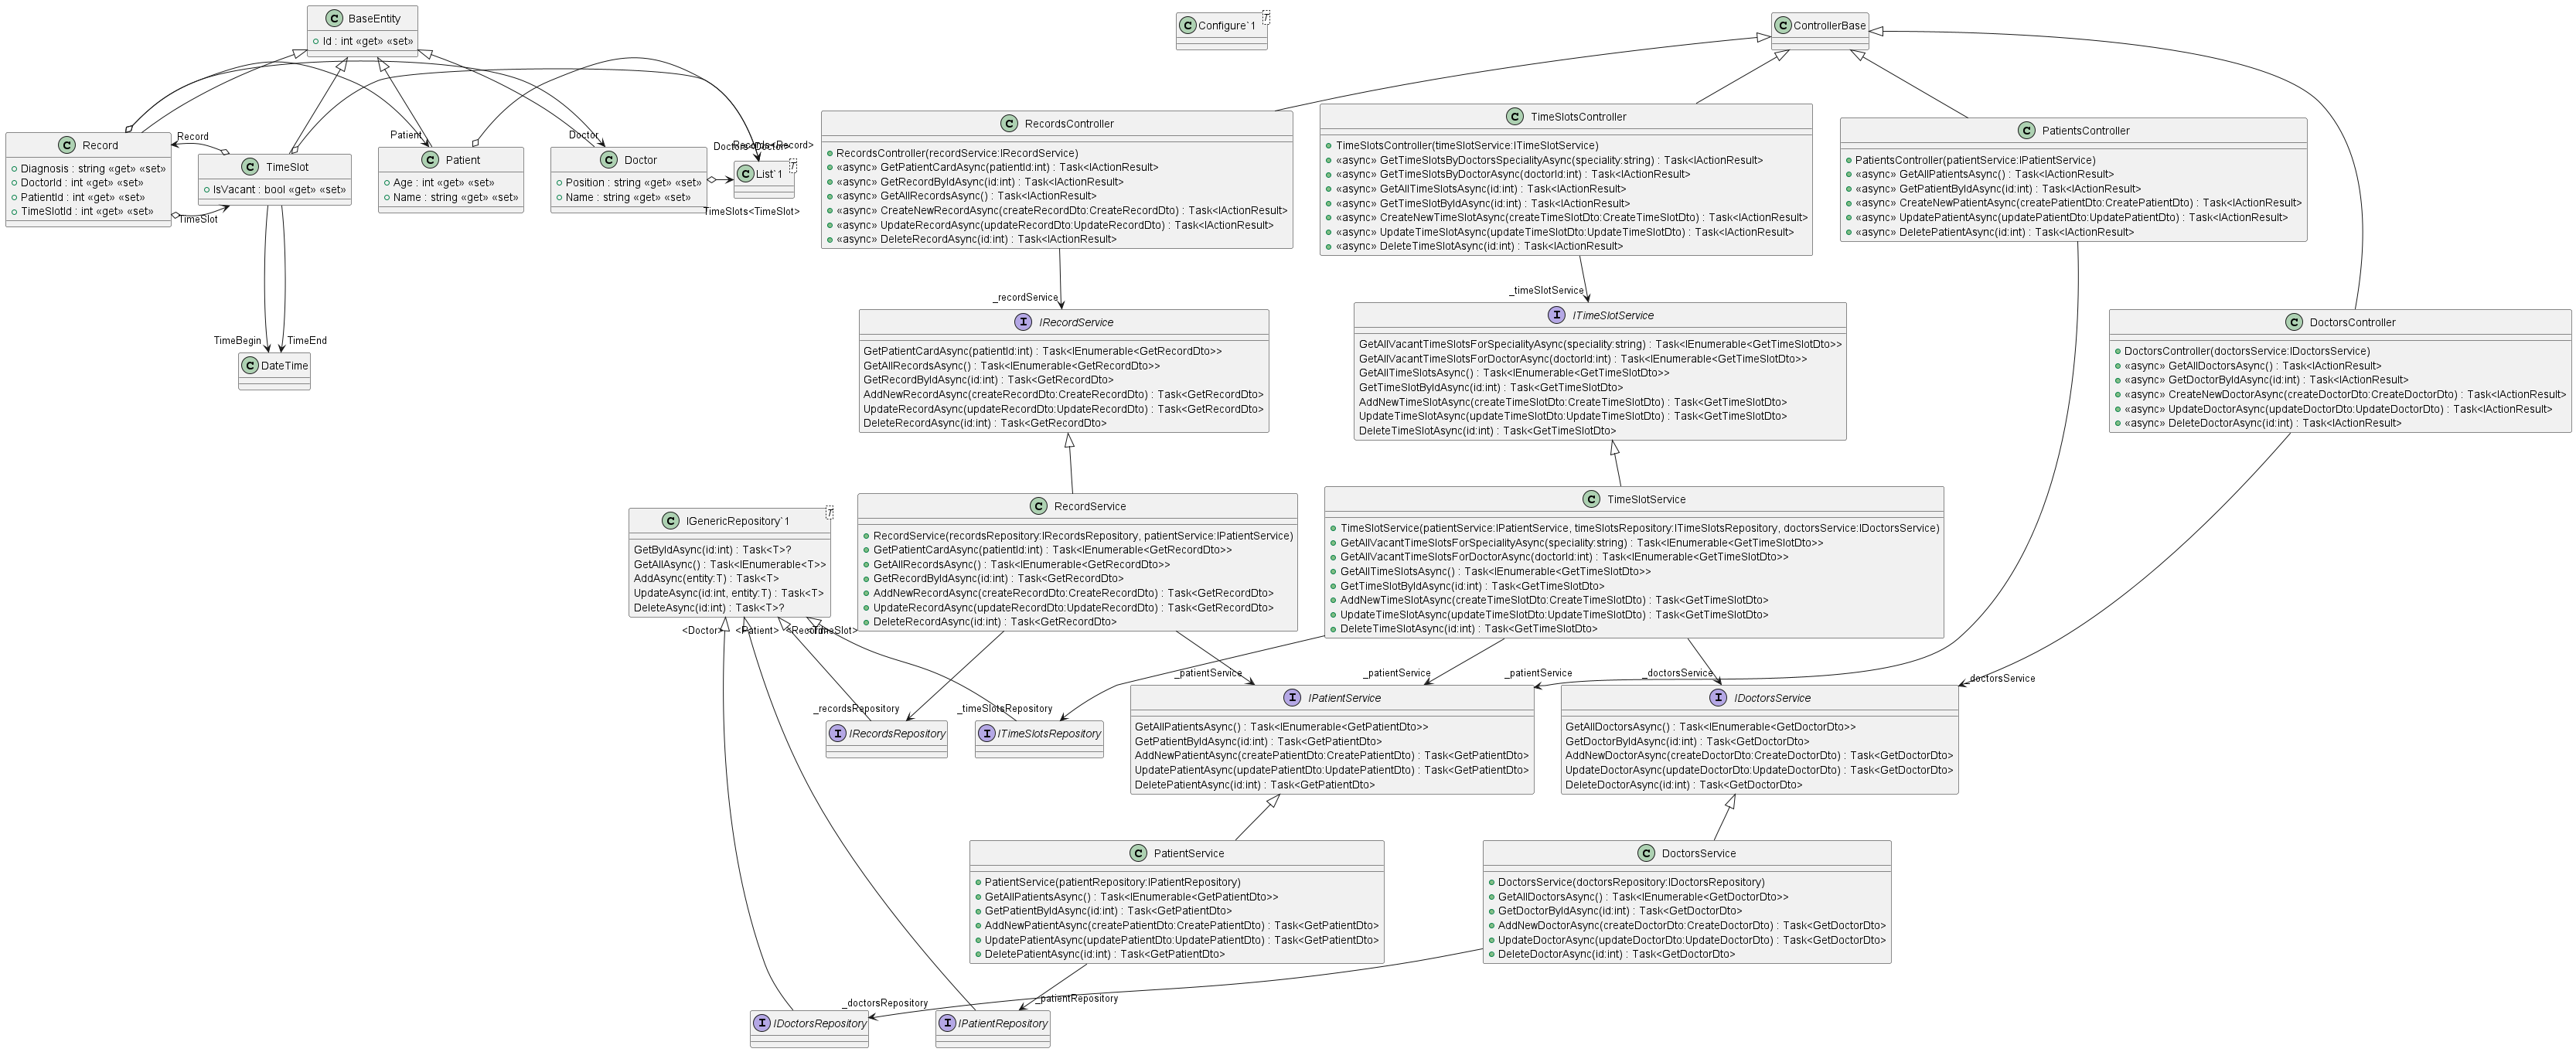 BaseEntity
Id : int «get» «set»
Configure`1
T
ControllerBase
Record
Diagnosis : string «get» «set»
DoctorId : int «get» «set»
PatientId : int «get» «set»
TimeSlotId : int «get» «set»
Record
TimeSlot
TimeSlot
IsVacant : bool «get» «set»
Patient
Patient
Age : int «get» «set»
Name : string «get» «set»
Doctor
Doctor
Position : string «get» «set»
Name : string «get» «set»
Doctors<Doctor>
Records<Record>
List`1
T
TimeSlots<TimeSlot>
TimeBegin
TimeEnd
DateTime
RecordsController
RecordsController(recordService:IRecordService)
«async» GetPatientCardAsync(patientId:int) : Task<IActionResult>
«async» GetRecordByIdAsync(id:int) : Task<IActionResult>
«async» GetAllRecordsAsync() : Task<IActionResult>
«async» CreateNewRecordAsync(createRecordDto:CreateRecordDto) : Task<IActionResult>
«async» UpdateRecordAsync(updateRecordDto:UpdateRecordDto) : Task<IActionResult>
«async» DeleteRecordAsync(id:int) : Task<IActionResult>
TimeSlotsController
TimeSlotsController(timeSlotService:ITimeSlotService)
«async» GetTimeSlotsByDoctorsSpecialityAsync(speciality:string) : Task<IActionResult>
«async» GetTimeSlotsByDoctorAsync(doctorId:int) : Task<IActionResult>
«async» GetAllTimeSlotsAsync(id:int) : Task<IActionResult>
«async» GetTimeSlotByIdAsync(id:int) : Task<IActionResult>
«async» CreateNewTimeSlotAsync(createTimeSlotDto:CreateTimeSlotDto) : Task<IActionResult>
«async» UpdateTimeSlotAsync(updateTimeSlotDto:UpdateTimeSlotDto) : Task<IActionResult>
«async» DeleteTimeSlotAsync(id:int) : Task<IActionResult>
PatientsController
PatientsController(patientService:IPatientService)
«async» GetAllPatientsAsync() : Task<IActionResult>
«async» GetPatientByIdAsync(id:int) : Task<IActionResult>
«async» CreateNewPatientAsync(createPatientDto:CreatePatientDto) : Task<IActionResult>
«async» UpdatePatientAsync(updatePatientDto:UpdatePatientDto) : Task<IActionResult>
«async» DeletePatientAsync(id:int) : Task<IActionResult>
_recordService
IRecordService
GetPatientCardAsync(patientId:int) : Task<IEnumerable<GetRecordDto>>
GetAllRecordsAsync() : Task<IEnumerable<GetRecordDto>>
GetRecordByIdAsync(id:int) : Task<GetRecordDto>
AddNewRecordAsync(createRecordDto:CreateRecordDto) : Task<GetRecordDto>
UpdateRecordAsync(updateRecordDto:UpdateRecordDto) : Task<GetRecordDto>
DeleteRecordAsync(id:int) : Task<GetRecordDto>
_timeSlotService
ITimeSlotService
GetAllVacantTimeSlotsForSpecialityAsync(speciality:string) : Task<IEnumerable<GetTimeSlotDto>>
GetAllVacantTimeSlotsForDoctorAsync(doctorId:int) : Task<IEnumerable<GetTimeSlotDto>>
GetAllTimeSlotsAsync() : Task<IEnumerable<GetTimeSlotDto>>
GetTimeSlotByIdAsync(id:int) : Task<GetTimeSlotDto>
AddNewTimeSlotAsync(createTimeSlotDto:CreateTimeSlotDto) : Task<GetTimeSlotDto>
UpdateTimeSlotAsync(updateTimeSlotDto:UpdateTimeSlotDto) : Task<GetTimeSlotDto>
DeleteTimeSlotAsync(id:int) : Task<GetTimeSlotDto>
DoctorsController
DoctorsController(doctorsService:IDoctorsService)
«async» GetAllDoctorsAsync() : Task<IActionResult>
«async» GetDoctorByIdAsync(id:int) : Task<IActionResult>
«async» CreateNewDoctorAsync(createDoctorDto:CreateDoctorDto) : Task<IActionResult>
«async» UpdateDoctorAsync(updateDoctorDto:UpdateDoctorDto) : Task<IActionResult>
«async» DeleteDoctorAsync(id:int) : Task<IActionResult>
IGenericRepository`1
T
GetByIdAsync(id:int) : Task<T>?
GetAllAsync() : Task<IEnumerable<T>>
AddAsync(entity:T) : Task<T>
UpdateAsync(id:int, entity:T) : Task<T>
DeleteAsync(id:int) : Task<T>?
<Doctor>
<Patient>
<Record>
<TimeSlot>
RecordService
RecordService(recordsRepository:IRecordsRepository, patientService:IPatientService)
GetPatientCardAsync(patientId:int) : Task<IEnumerable<GetRecordDto>>
GetAllRecordsAsync() : Task<IEnumerable<GetRecordDto>>
GetRecordByIdAsync(id:int) : Task<GetRecordDto>
AddNewRecordAsync(createRecordDto:CreateRecordDto) : Task<GetRecordDto>
UpdateRecordAsync(updateRecordDto:UpdateRecordDto) : Task<GetRecordDto>
DeleteRecordAsync(id:int) : Task<GetRecordDto>
TimeSlotService
TimeSlotService(patientService:IPatientService, timeSlotsRepository:ITimeSlotsRepository, doctorsService:IDoctorsService)
GetAllVacantTimeSlotsForSpecialityAsync(speciality:string) : Task<IEnumerable<GetTimeSlotDto>>
GetAllVacantTimeSlotsForDoctorAsync(doctorId:int) : Task<IEnumerable<GetTimeSlotDto>>
GetAllTimeSlotsAsync() : Task<IEnumerable<GetTimeSlotDto>>
GetTimeSlotByIdAsync(id:int) : Task<GetTimeSlotDto>
AddNewTimeSlotAsync(createTimeSlotDto:CreateTimeSlotDto) : Task<GetTimeSlotDto>
UpdateTimeSlotAsync(updateTimeSlotDto:UpdateTimeSlotDto) : Task<GetTimeSlotDto>
DeleteTimeSlotAsync(id:int) : Task<GetTimeSlotDto>
_recordsRepository
IRecordsRepository
_timeSlotsRepository
ITimeSlotsRepository
_patientService
_patientService
_patientService
IPatientService
GetAllPatientsAsync() : Task<IEnumerable<GetPatientDto>>
GetPatientByIdAsync(id:int) : Task<GetPatientDto>
AddNewPatientAsync(createPatientDto:CreatePatientDto) : Task<GetPatientDto>
UpdatePatientAsync(updatePatientDto:UpdatePatientDto) : Task<GetPatientDto>
DeletePatientAsync(id:int) : Task<GetPatientDto>
_doctorsService
_doctorsService
IDoctorsService
GetAllDoctorsAsync() : Task<IEnumerable<GetDoctorDto>>
GetDoctorByIdAsync(id:int) : Task<GetDoctorDto>
AddNewDoctorAsync(createDoctorDto:CreateDoctorDto) : Task<GetDoctorDto>
UpdateDoctorAsync(updateDoctorDto:UpdateDoctorDto) : Task<GetDoctorDto>
DeleteDoctorAsync(id:int) : Task<GetDoctorDto>
PatientService
PatientService(patientRepository:IPatientRepository)
GetAllPatientsAsync() : Task<IEnumerable<GetPatientDto>>
GetPatientByIdAsync(id:int) : Task<GetPatientDto>
AddNewPatientAsync(createPatientDto:CreatePatientDto) : Task<GetPatientDto>
UpdatePatientAsync(updatePatientDto:UpdatePatientDto) : Task<GetPatientDto>
DeletePatientAsync(id:int) : Task<GetPatientDto>
DoctorsService
DoctorsService(doctorsRepository:IDoctorsRepository)
GetAllDoctorsAsync() : Task<IEnumerable<GetDoctorDto>>
GetDoctorByIdAsync(id:int) : Task<GetDoctorDto>
AddNewDoctorAsync(createDoctorDto:CreateDoctorDto) : Task<GetDoctorDto>
UpdateDoctorAsync(updateDoctorDto:UpdateDoctorDto) : Task<GetDoctorDto>
DeleteDoctorAsync(id:int) : Task<GetDoctorDto>
_doctorsRepository
IDoctorsRepository
_patientRepository
IPatientRepository